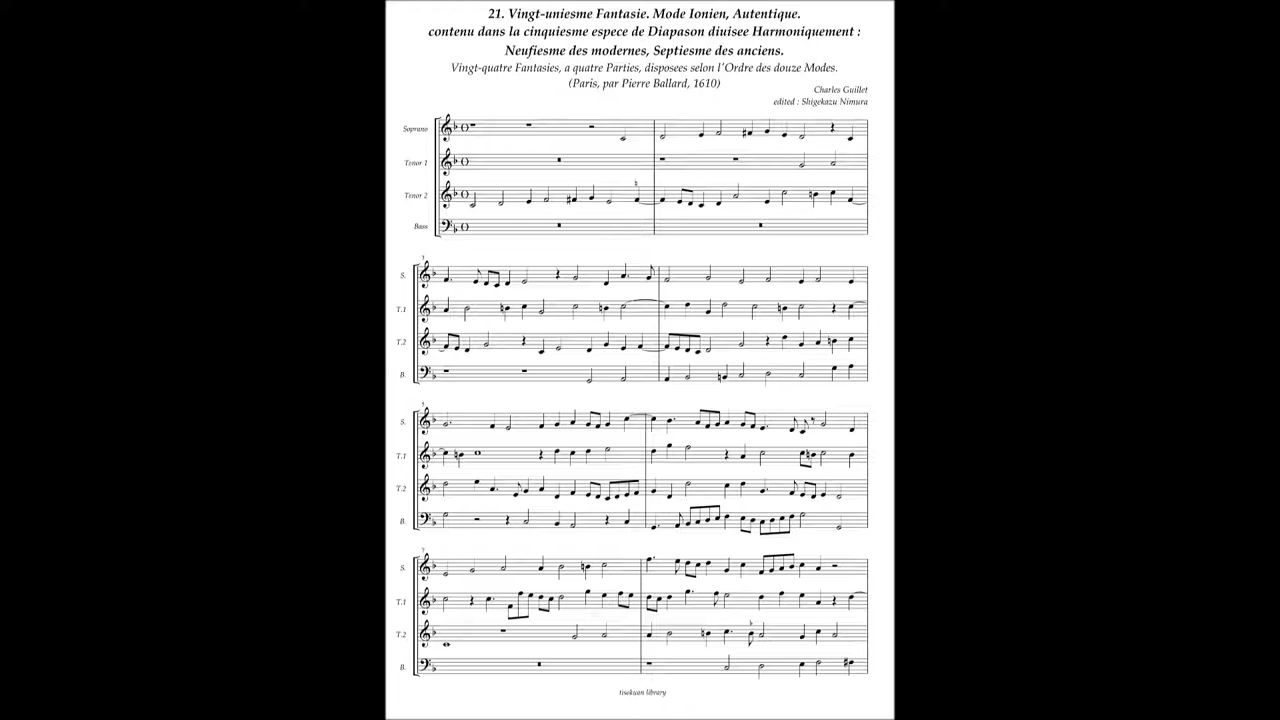 21. Vingt-uniesme Fantasie. Mode Ionien, Autentique.
contenu dans la cinquiesme espece de Diapason diuisee Harmoniquement :
Neufiesme des modernes, Septiesme des anciens.
Vingt-quatre Fantasies, a quatre Parties, disposees selon l'Ordre des douze Modes.
(Paris, par Pierre Ballard, 1610)
Charles Guillet
edited : Shigekazu Nimura
Soprano
Tenor 1
Tenor 2
Bass
3
S.
T.1
T.2
B.
5
S.
T.1
T.2
B.
7
S.
T.1
T.2
B.
tisekuan library